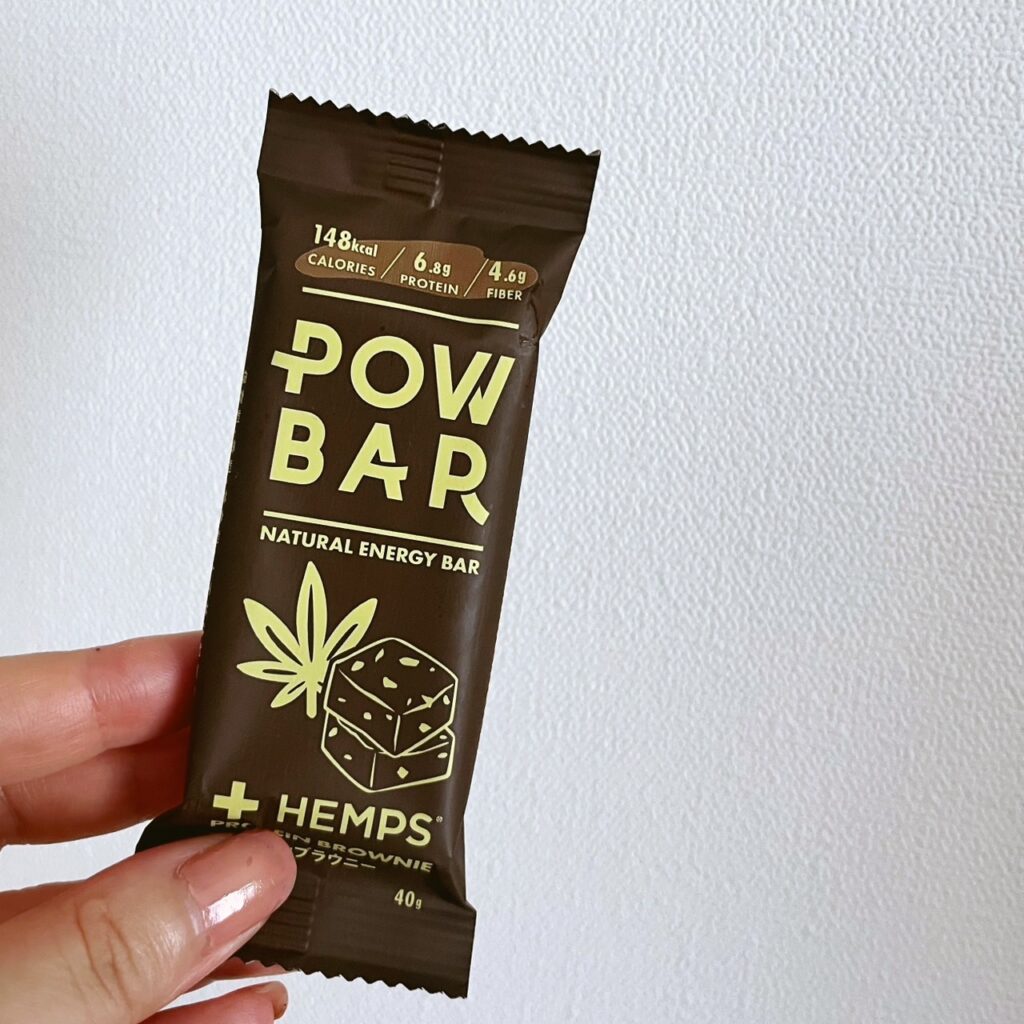 148kcal CALORIES / 6.8g PROTEIN / 4.6g FIBER
POW
BAR
NATURAL ENERGY BAR
+ HEMPS®
BROWNIE
ブラウニー
40g